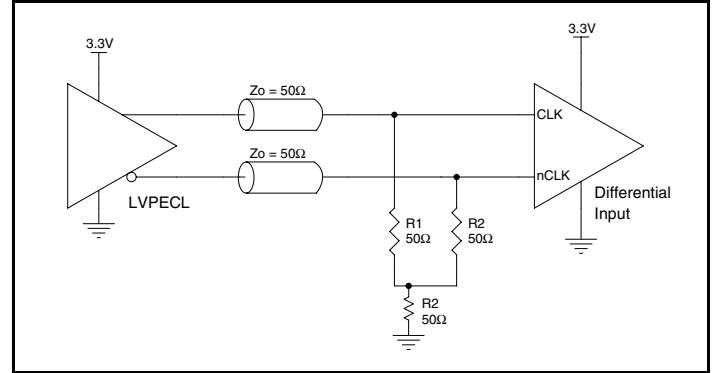 3.3V
3.3V
Zo = 50Ω
CLK
Zo = 50Ω
nCLK
LVPECL
Differential
Input
R1
50Ω
R2
50Ω
R2
50Ω